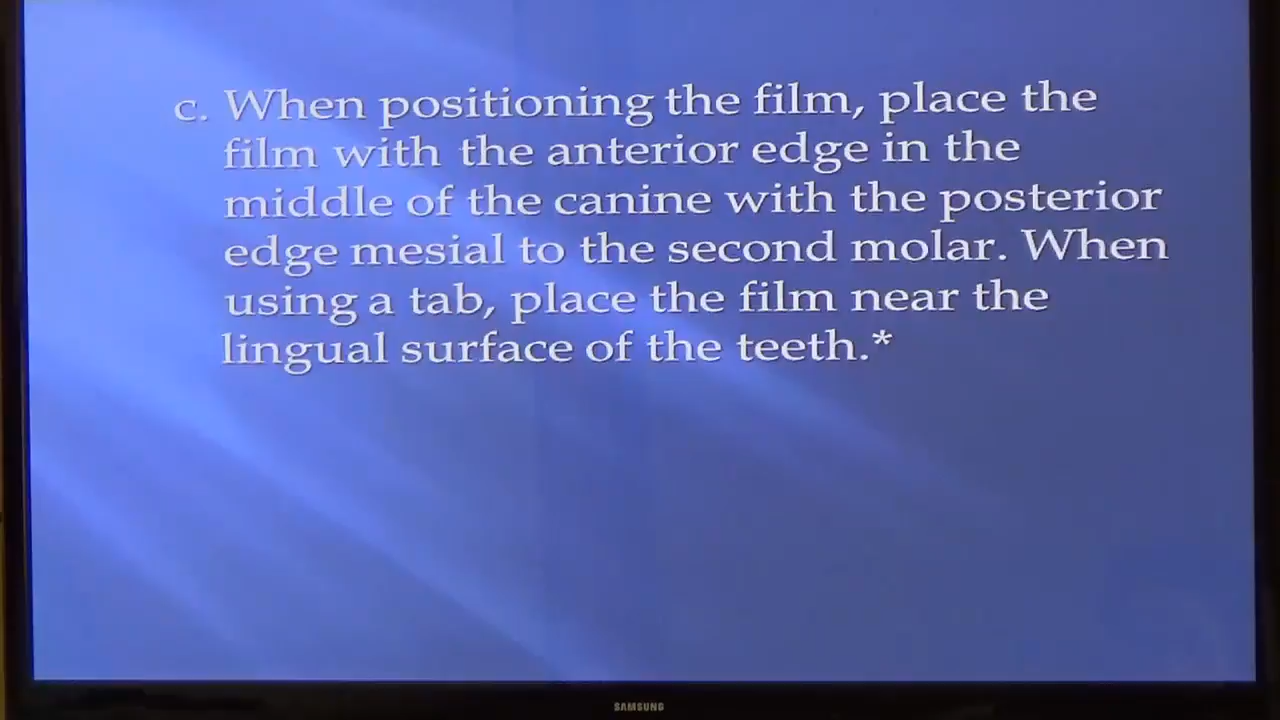 c. When positioning the film, place the
film with the anterior edge in the
middle of the canine with the posterior
edge mesial to the second molar. When
using a tab, place the film near the
lingual surface of the teeth.*
SAMSUNG